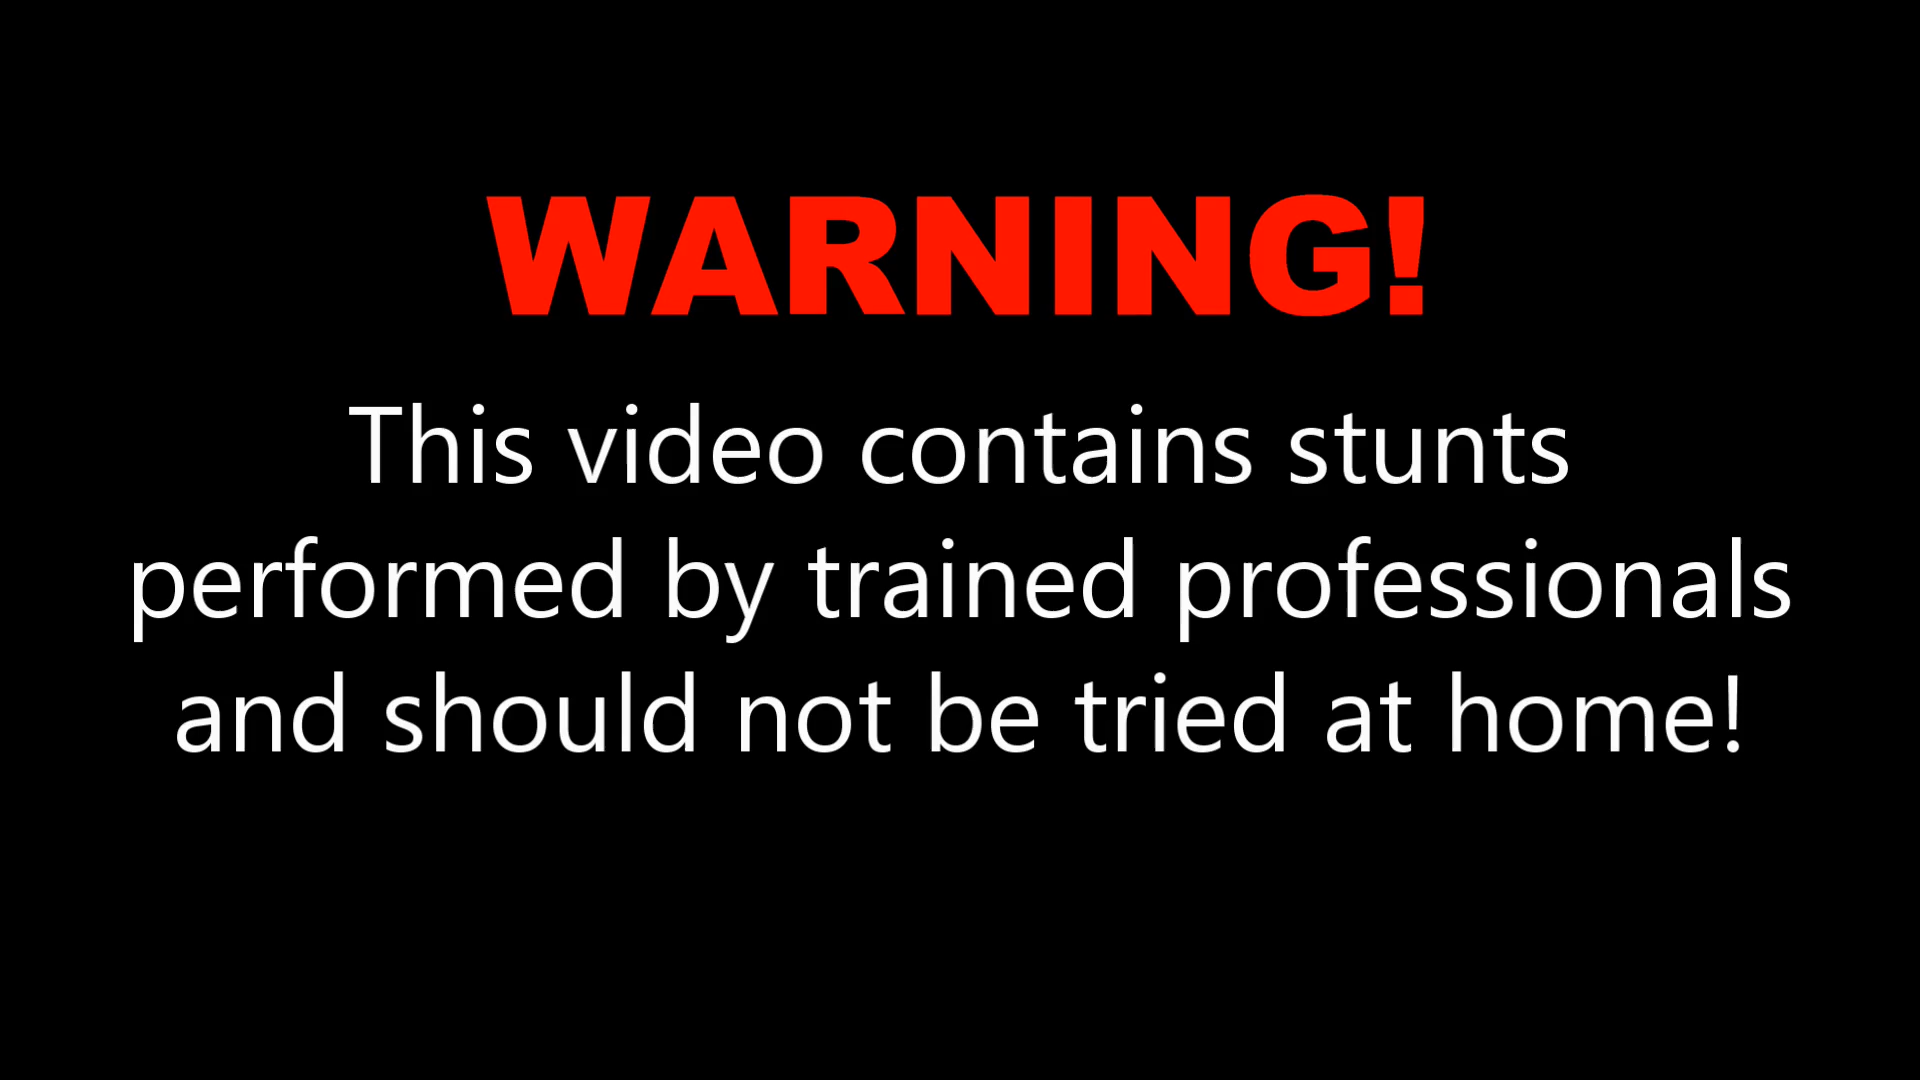 WARNING!
This video contains stunts
performed by trained professionals
and should not be tried at home!